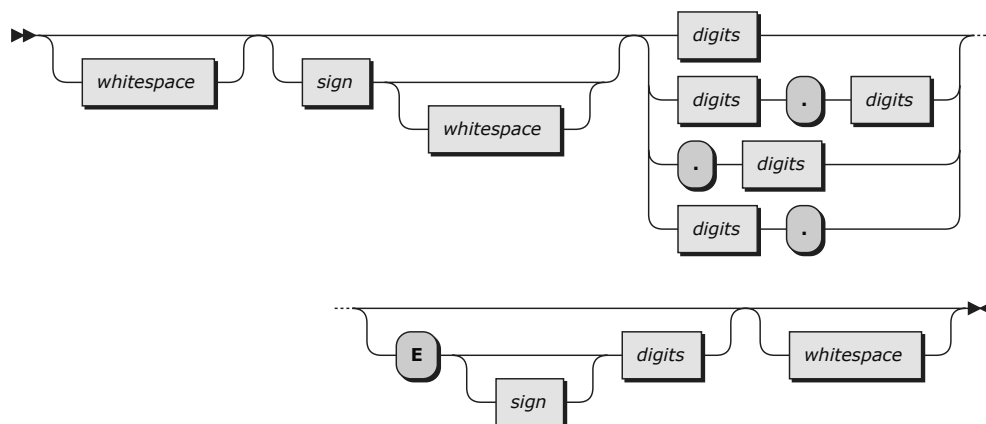 digits
whitespace sign digits . digits
whitespace
. digits
digits .
E digits whitespace
sign